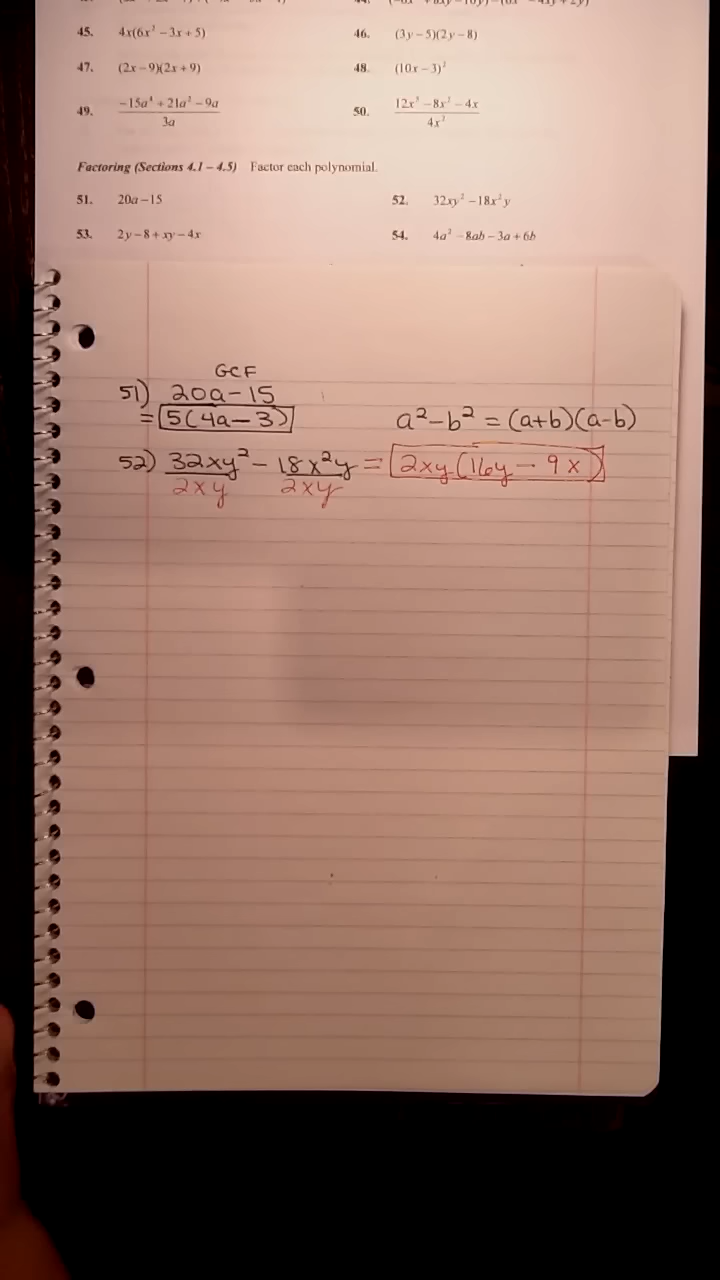 45. 4x(6x² - 3x + 5) 46. (3y - 5)(2y - 8)
47. (2x - 9)(2x + 9) 48. (10x - 3)²
49. (-15a⁴ + 21a² - 9a)/3a 50. (12x³ - 8x² - 4x)/4x²
Factoring (Sections 4.1 – 4.5) Factor each polynomial.
51. 20a - 15 52. 32xy² - 18x²y
53. 2y - 8 + xy - 4x 54. 4a² - 8ab - 3a + 6b
GCF
51) 20a - 15
= 5(4a - 3) a² - b² = (a+b)(a-b)
52) 32xy² - 18x²y = 2xy(16y - 9x)
2xy 2xy